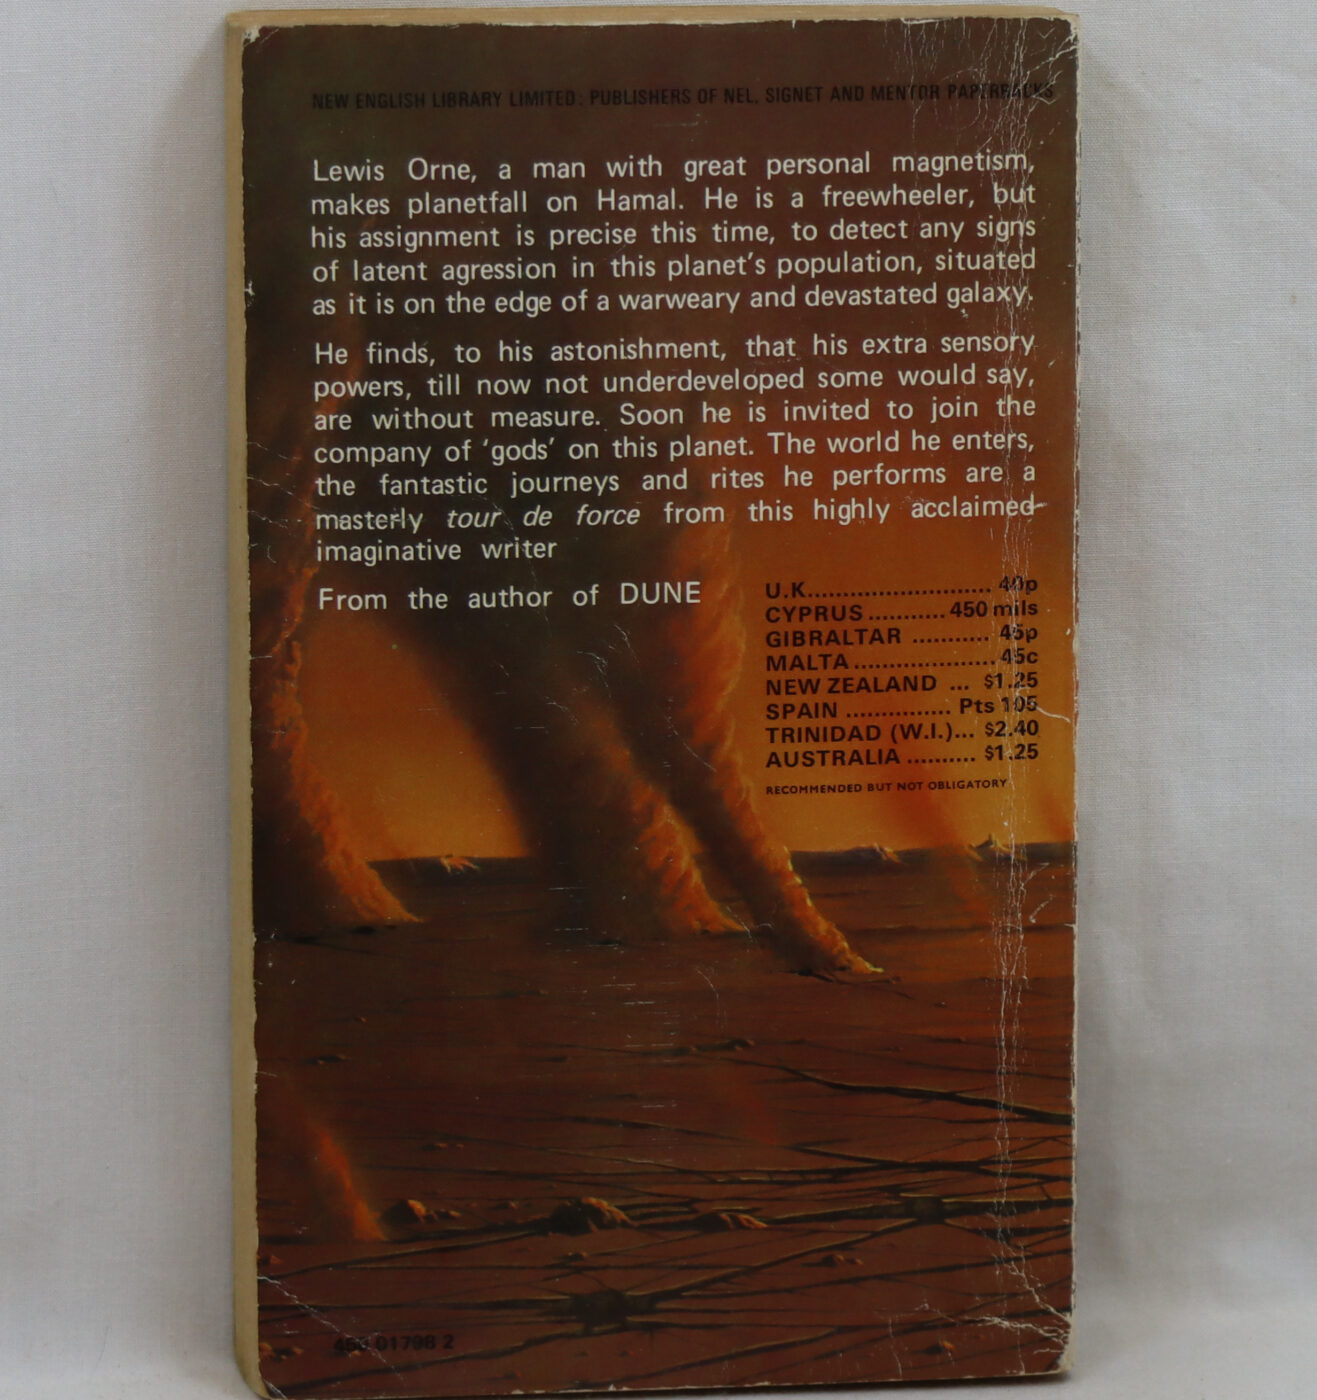 NEW ENGLISH LIBRARY LIMITED: PUBLISHERS OF NEL, SIGNET AND MENTOR PAPERBACKS
Lewis Orne, a man with great personal magnetism,
makes planetfall on Hamal. He is a freewheeler, but
his assignment is precise this time, to detect any signs
of latent agression in this planet's population, situated
as it is on the edge of a warweary and devastated galaxy.
He finds, to his astonishment, that his extra sensory
powers, till now not underdeveloped some would say,
are without measure. Soon he is invited to join the
company of 'gods' on this planet. The world he enters,
the fantastic journeys and rites he performs are a
masterly tour de force from this highly acclaimed
imaginative writer
From the author of DUNE
U.K.......................... 40p
CYPRUS ........... 450 mils
GIBRALTAR ........... 45p
MALTA .................... 45c
NEW ZEALAND ... $1.25
SPAIN ............... Pts 105
TRINIDAD (W.I.)... $2.40
AUSTRALIA .......... $1.25
RECOMMENDED BUT NOT OBLIGATORY
450 01798 2